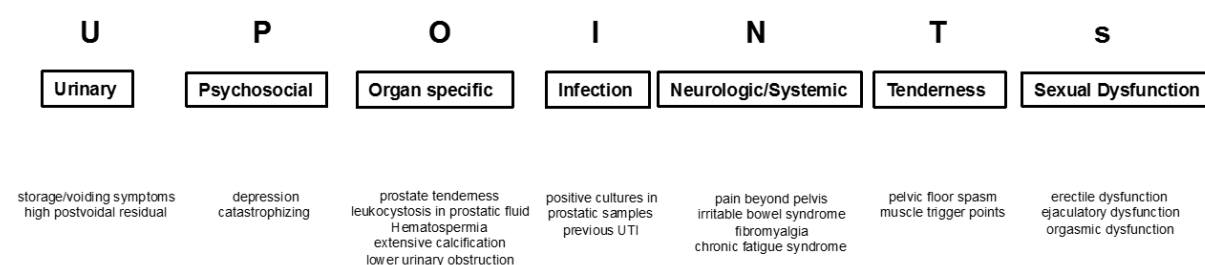 U P O I N T s
Urinary Psychosocial Organ specific Infection Neurologic/Systemic Tenderness Sexual Dysfunction
storage/voiding symptoms
high postvoidal residual
depression
catastrophizing
prostate tenderness
leukocystosis in prostatic fluid
Hematospermia
extensive calcification
lower urinary obstruction
positive cultures in
prostatic samples
previous UTI
pain beyond pelvis
irritable bowel syndrome
fibromyalgia
chronic fatigue syndrome
pelvic floor spasm
muscle trigger points
erectile dysfunction
ejaculatory dysfunction
orgasmic dysfunction